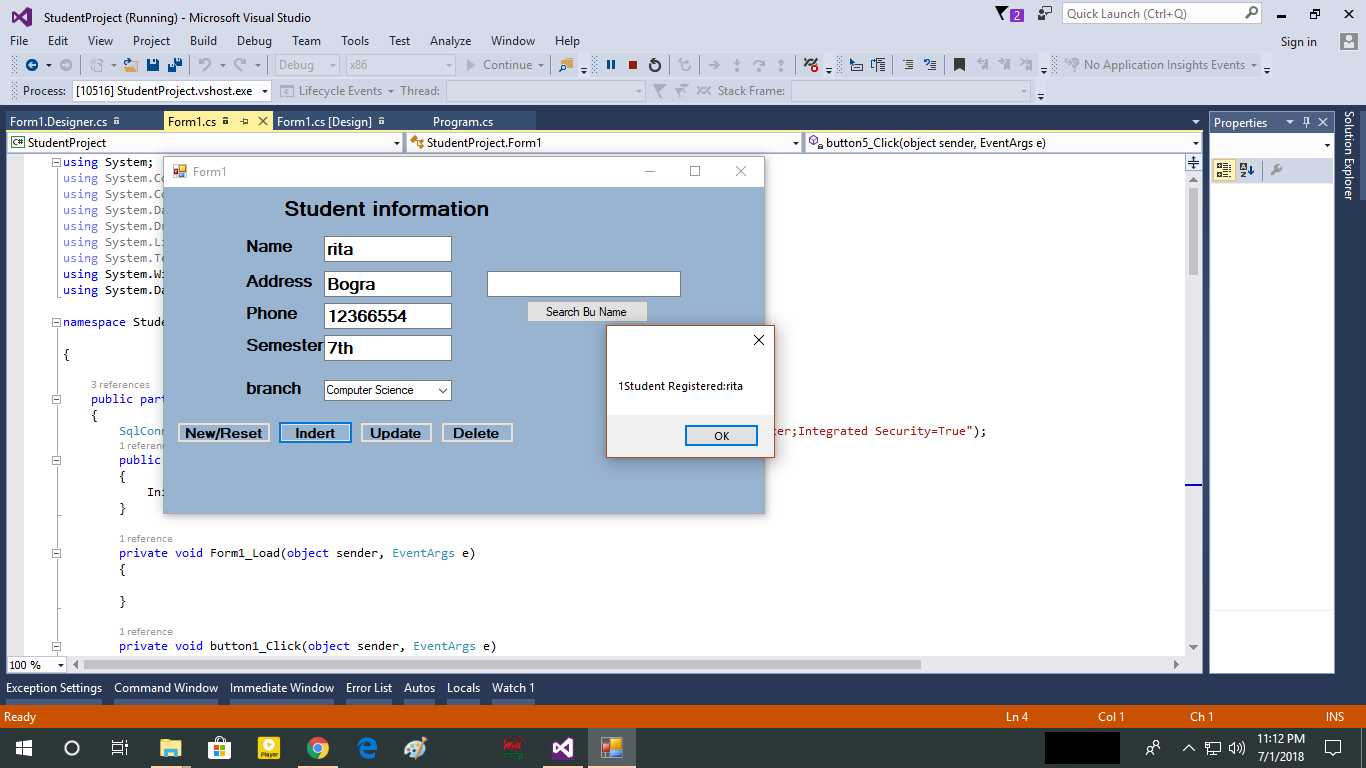 StudentProject (Running) - Microsoft Visual Studio
2
Quick Launch (Ctrl+Q)
File Edit View Project Build Debug Team Tools Test Analyze Window Help
Sign in
Debug x86 Continue
No Application Insights Events
Process: [10516] StudentProject.vshost.exe Lifecycle Events Thread: Stack Frame:
Form1.Designer.cs Form1.cs Form1.cs [Design] Program.cs
C# StudentProject StudentProject.Form1 button5_Click(object sender, EventArgs e)
Properties
Solution Explorer
using System;
using System.Co
using System.Co
using System.Da
using System.Dr
using System.Li
using System.Te
using System.Wi
using System.Da
namespace Stude
{
3 references
public part
{
SqlConn
ter;Integrated Security=True");
1 referenc
public
{
Ini
}
1 reference
private void Form1_Load(object sender, EventArgs e)
{
}
1 reference
private void button1_Click(object sender, EventArgs e)
Form1
Student information
Name rita
Address Bogra
Phone 12366554
Search Bu Name
Semester 7th
branch Computer Science
New/Reset Indert Update Delete
1Student Registered:rita
OK
100 %
Exception Settings Command Window Immediate Window Error List Autos Locals Watch 1
Ready Ln 4 Col 1 Ch 1 INS
Player
11:12 PM
7/1/2018